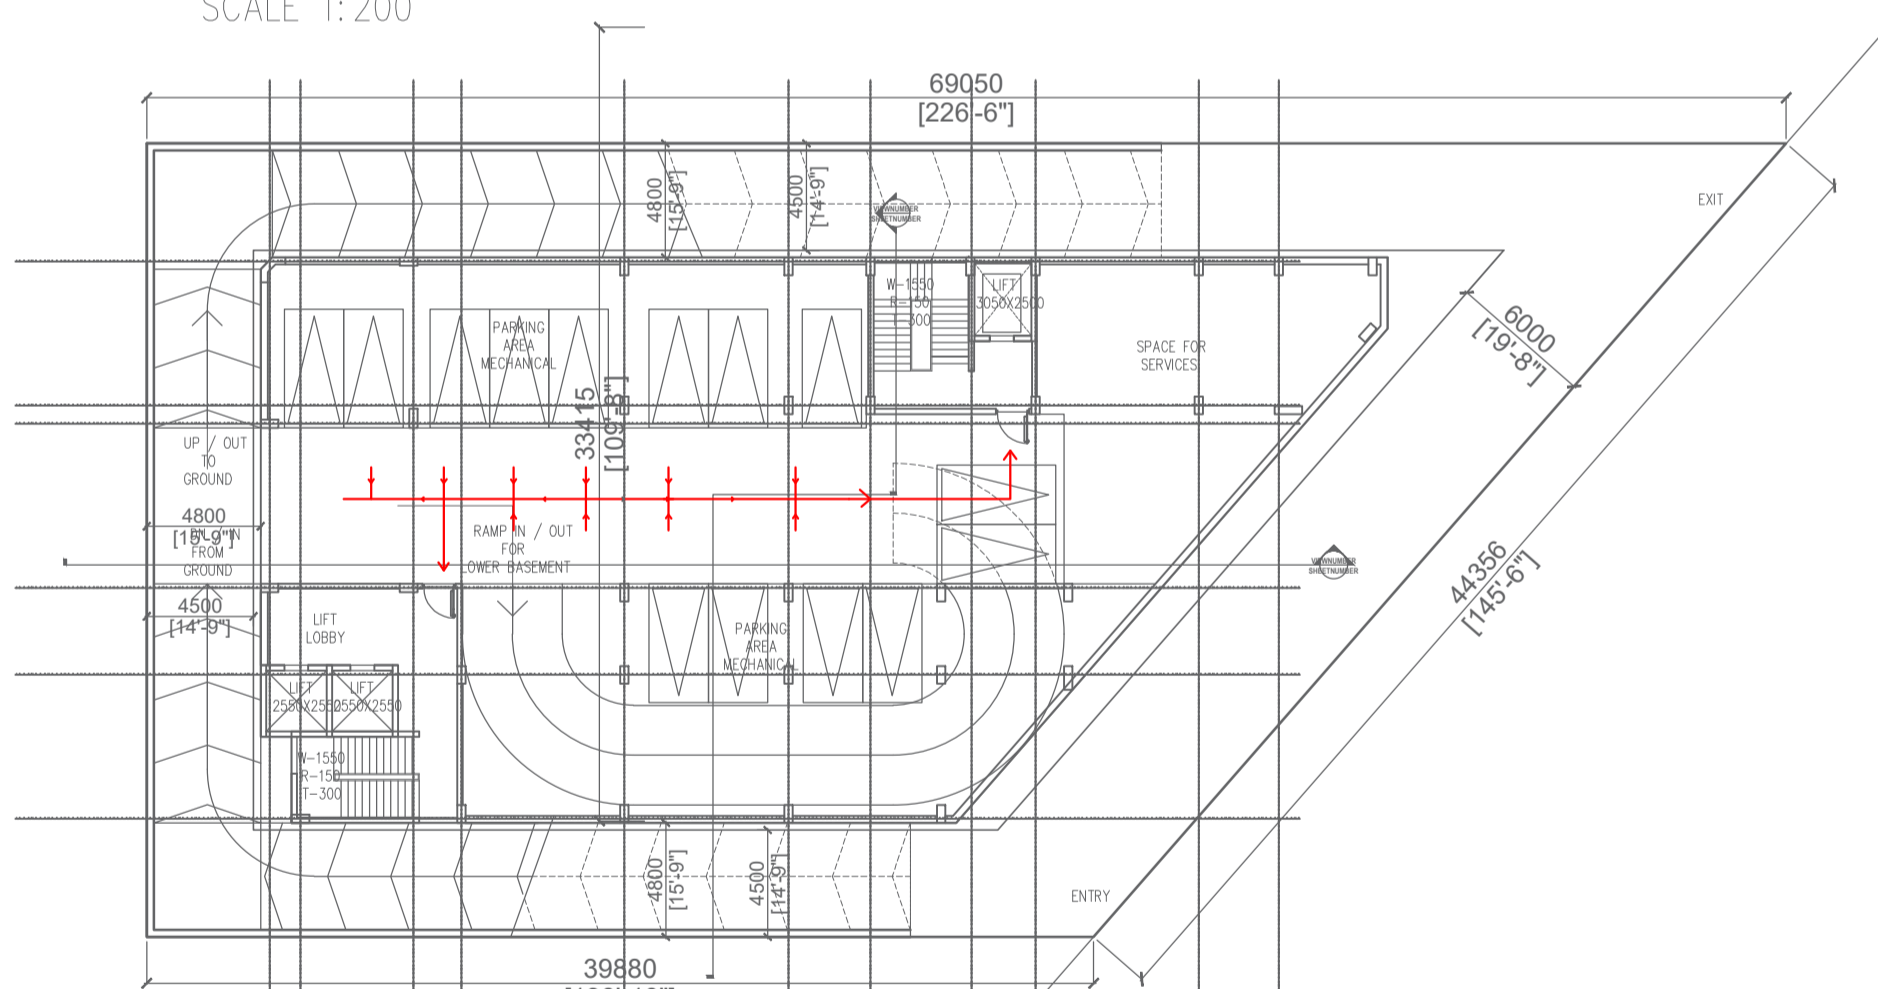 SCALE 1:200
69050
[226'-6"]
EXIT
4800
[15'-9"]
4500
[14'-9"]
VIEWNUMBER
SHEETNUMBER
W-1550
R-150
T-300
LIFT
3050X2500
PARKING
AREA
MECHANICAL
SPACE FOR
SERVICES
6000
[19'-8"]
33415
[109'-8"]
UP / OUT
TO
GROUND
4800
[15'-9"]
DN / IN
FROM
GROUND
4500
[14'-9"]
RAMP IN / OUT
FOR
LOWER BASEMENT
VIEWNUMBER
SHEETNUMBER
44356
[145'-6"]
LIFT
LOBBY
PARKING
AREA
MECHANICAL
LIFT
2550X2550
LIFT
2550X2550
W-1550
R-150
T-300
4800
[15'-9"]
4500
[14'-9"]
ENTRY
39880